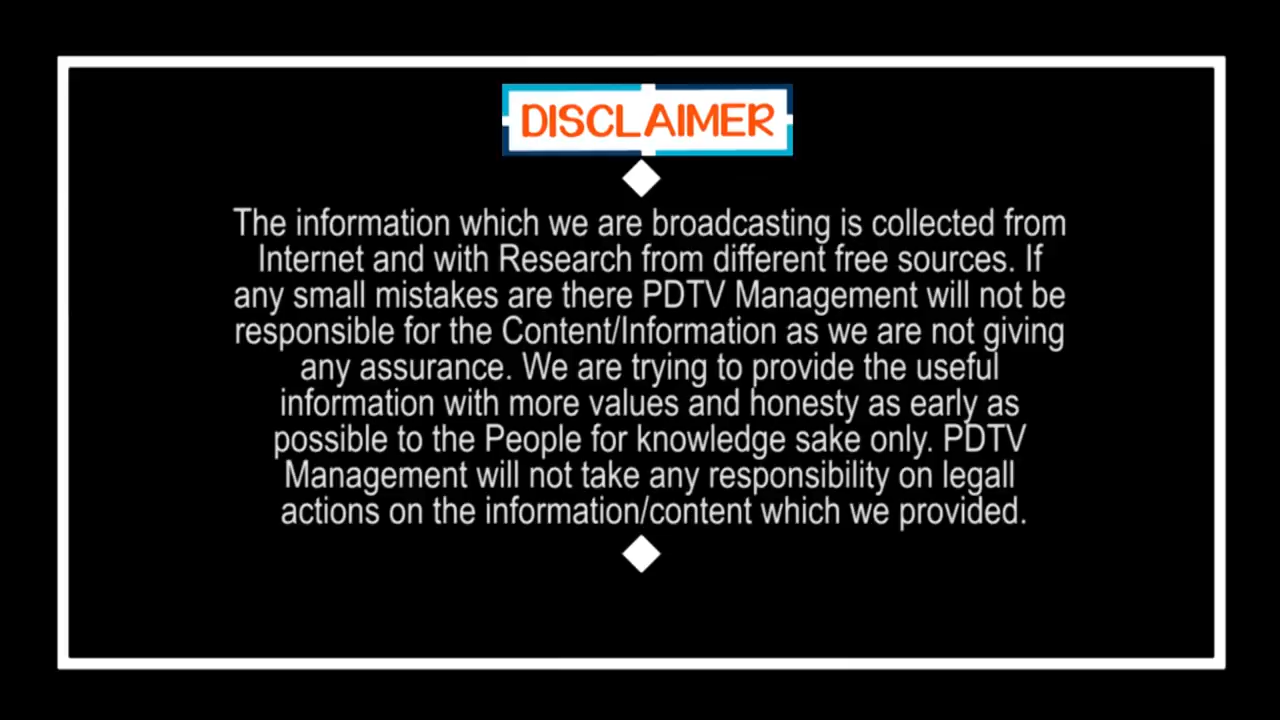 DISCLAIMER
The information which we are broadcasting is collected from
Internet and with Research from different free sources. If
any small mistakes are there PDTV Management will not be
responsible for the Content/Information as we are not giving
any assurance. We are trying to provide the useful
information with more values and honesty as early as
possible to the People for knowledge sake only. PDTV
Management will not take any responsibility on legall
actions on the information/content which we provided.